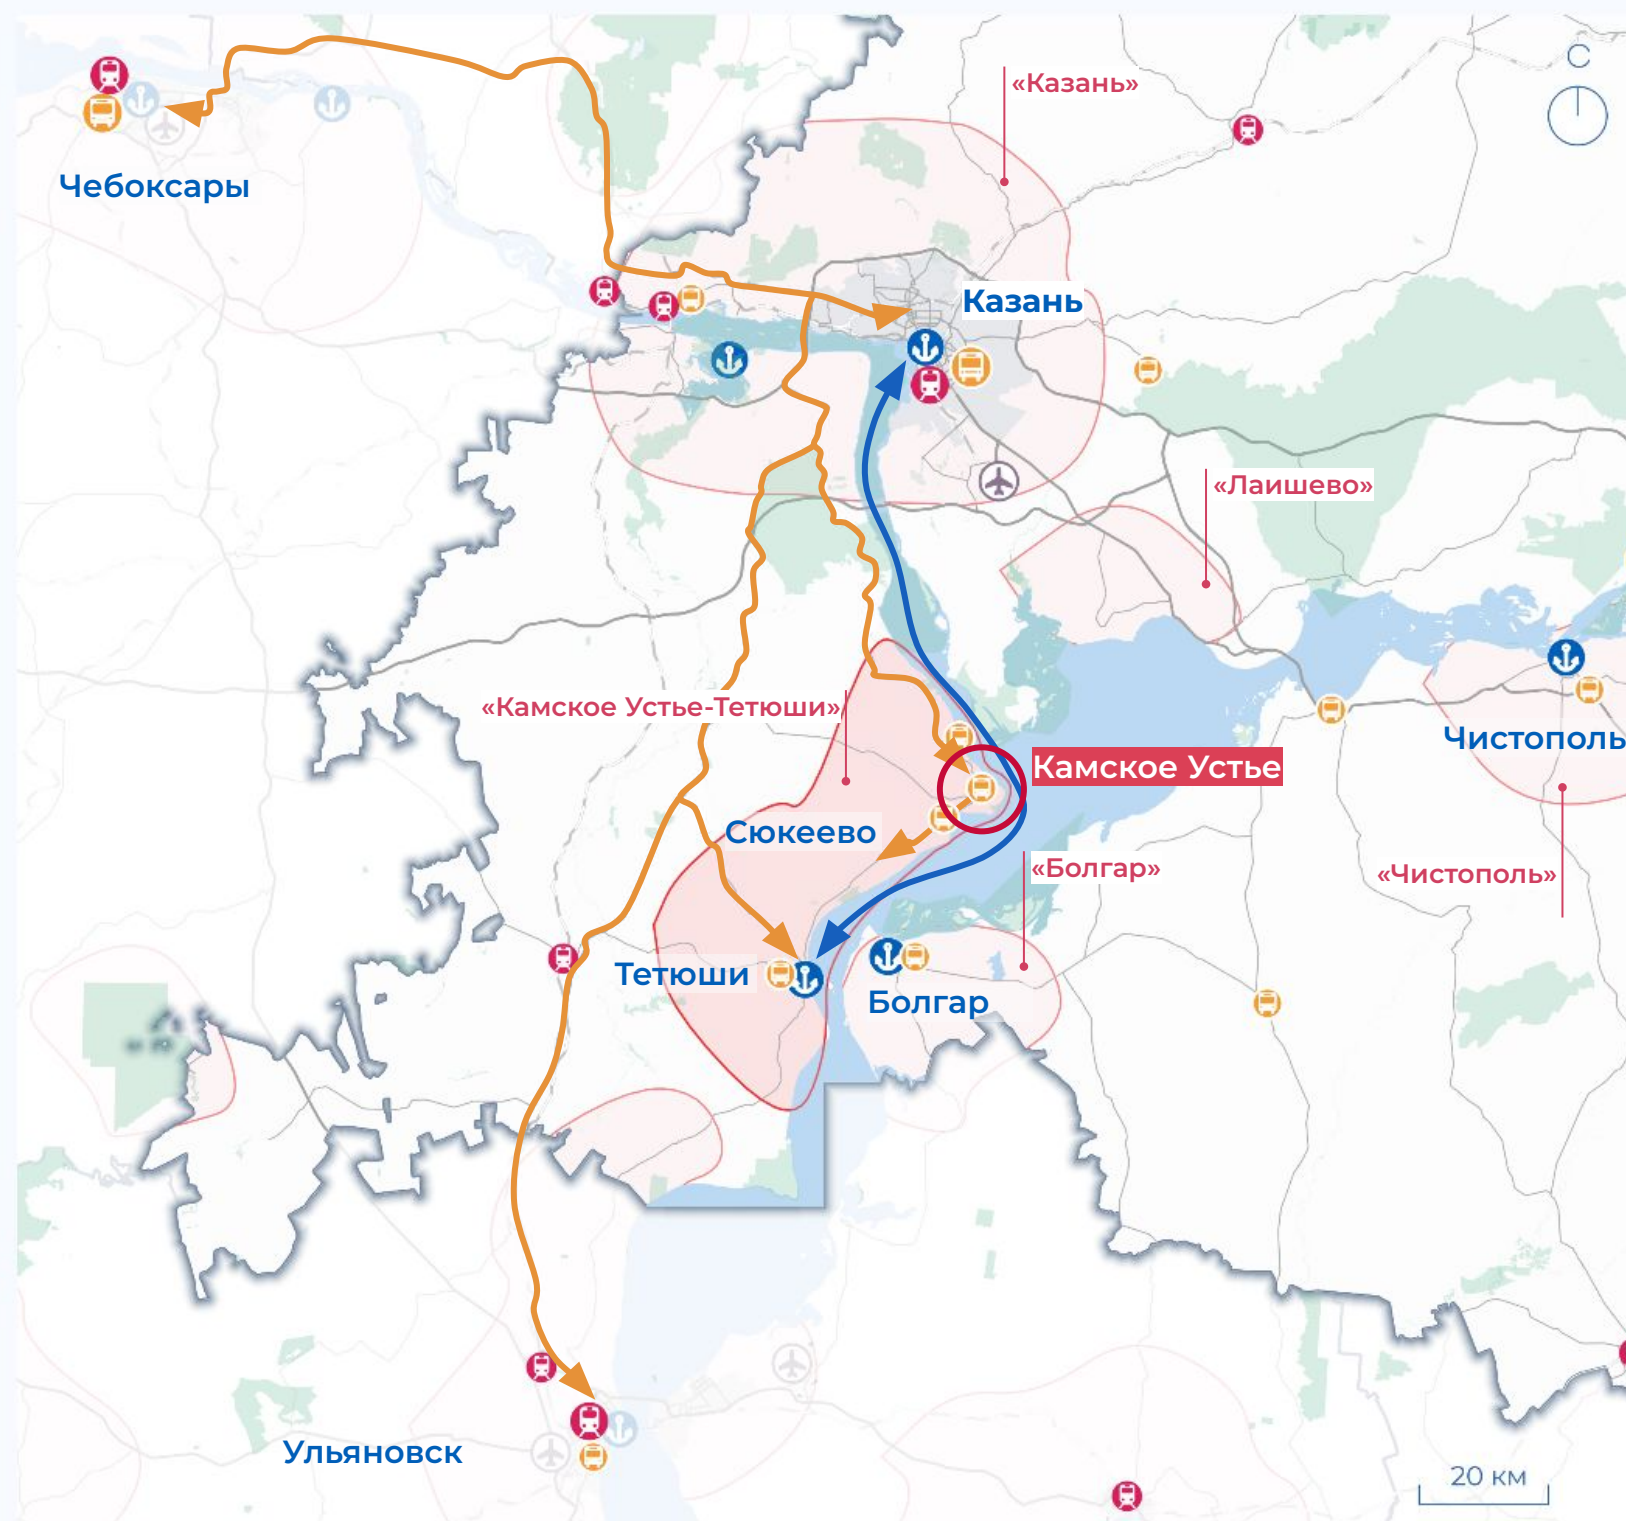 С
«Казань»
Чебоксары
Казань
«Лаишево»
«Камское Устье-Тетюши»
Чистополь
Камское Устье
Сюкеево
«Болгар»
«Чистополь»
Тетюши
Болгар
Ульяновск
20 км